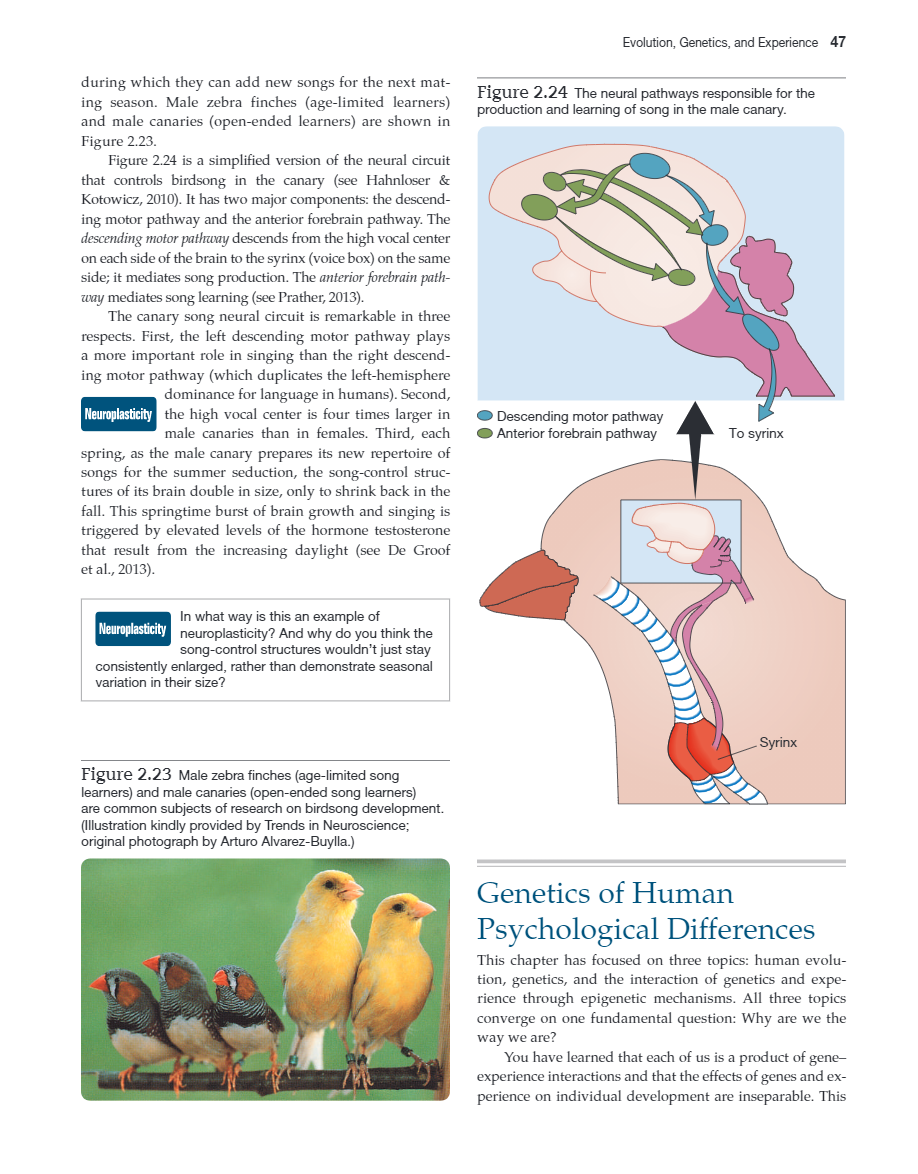 Evolution, Genetics, and Experience 47
during which they can add new songs for the next mat-
ing season. Male zebra finches (age-limited learners)
and male canaries (open-ended learners) are shown in
Figure 2.23.
Figure 2.24 is a simplified version of the neural circuit
that controls birdsong in the canary (see Hahnloser &
Kotowicz, 2010). It has two major components: the descend-
ing motor pathway and the anterior forebrain pathway. The
descending motor pathway descends from the high vocal center
on each side of the brain to the syrinx (voice box) on the same
side; it mediates song production. The anterior forebrain path-
way mediates song learning (see Prather, 2013).
The canary song neural circuit is remarkable in three
respects. First, the left descending motor pathway plays
a more important role in singing than the right descend-
ing motor pathway (which duplicates the left-hemisphere
dominance for language in humans). Second,
Neuroplasticity the high vocal center is four times larger in
male canaries than in females. Third, each
spring, as the male canary prepares its new repertoire of
songs for the summer seduction, the song-control struc-
tures of its brain double in size, only to shrink back in the
fall. This springtime burst of brain growth and singing is
triggered by elevated levels of the hormone testosterone
that result from the increasing daylight (see De Groof
et al., 2013).
In what way is this an example of
Neuroplasticity neuroplasticity? And why do you think the
song-control structures wouldn't just stay
consistently enlarged, rather than demonstrate seasonal
variation in their size?
Figure 2.23 Male zebra finches (age-limited song
learners) and male canaries (open-ended song learners)
are common subjects of research on birdsong development.
(Illustration kindly provided by Trends in Neuroscience;
original photograph by Arturo Alvarez-Buylla.)
Figure 2.24 The neural pathways responsible for the
production and learning of song in the male canary.
Descending motor pathway
Anterior forebrain pathway
To syrinx
Syrinx
Genetics of Human
Psychological Differences
This chapter has focused on three topics: human evolu-
tion, genetics, and the interaction of genetics and expe-
rience through epigenetic mechanisms. All three topics
converge on one fundamental question: Why are we the
way we are?
You have learned that each of us is a product of gene–
experience interactions and that the effects of genes and ex-
perience on individual development are inseparable. This